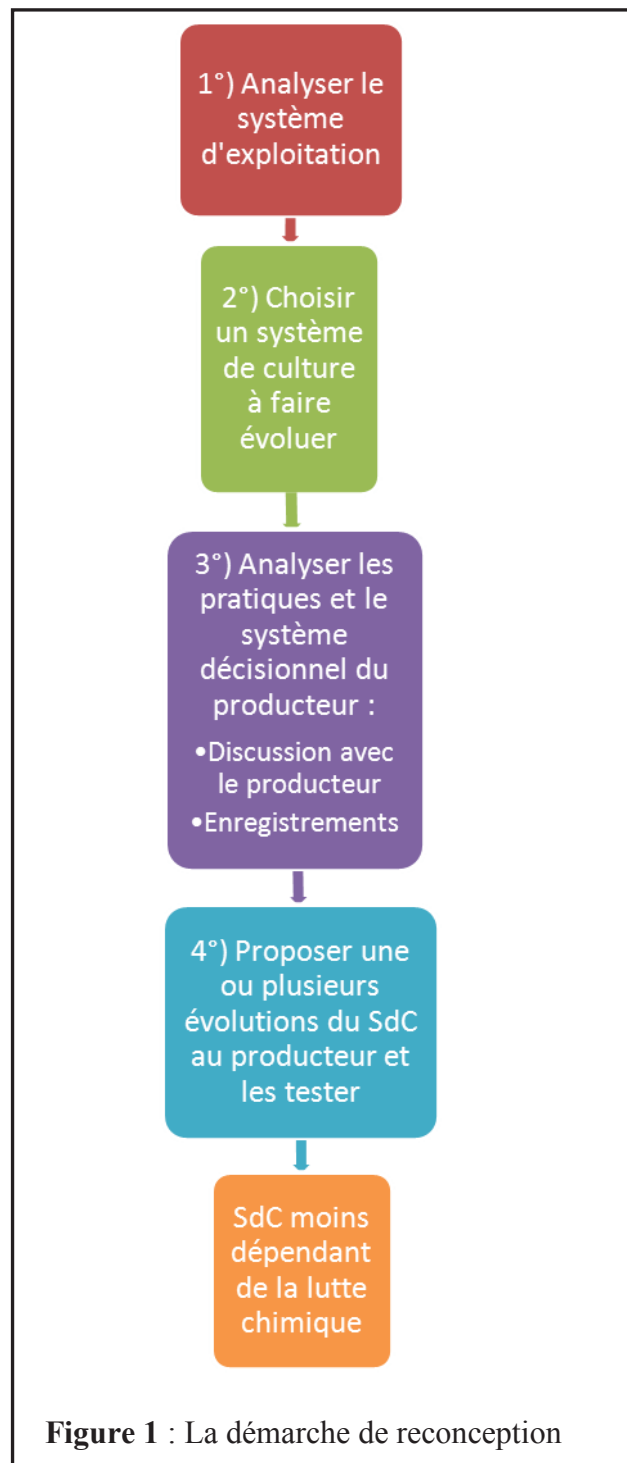 1°) Analyser le
système
d'exploitation
2°) Choisir
un système
de culture
à faire
évoluer
3°) Analyser les
pratiques et le
système
décisionnel du
producteur :
•Discussion avec
le producteur
•Enregistrements
4°) Proposer une
ou plusieurs
évolutions du SdC
au producteur et
les tester
SdC moins
dépendant
de la lutte
chimique
Figure 1 : La démarche de reconception